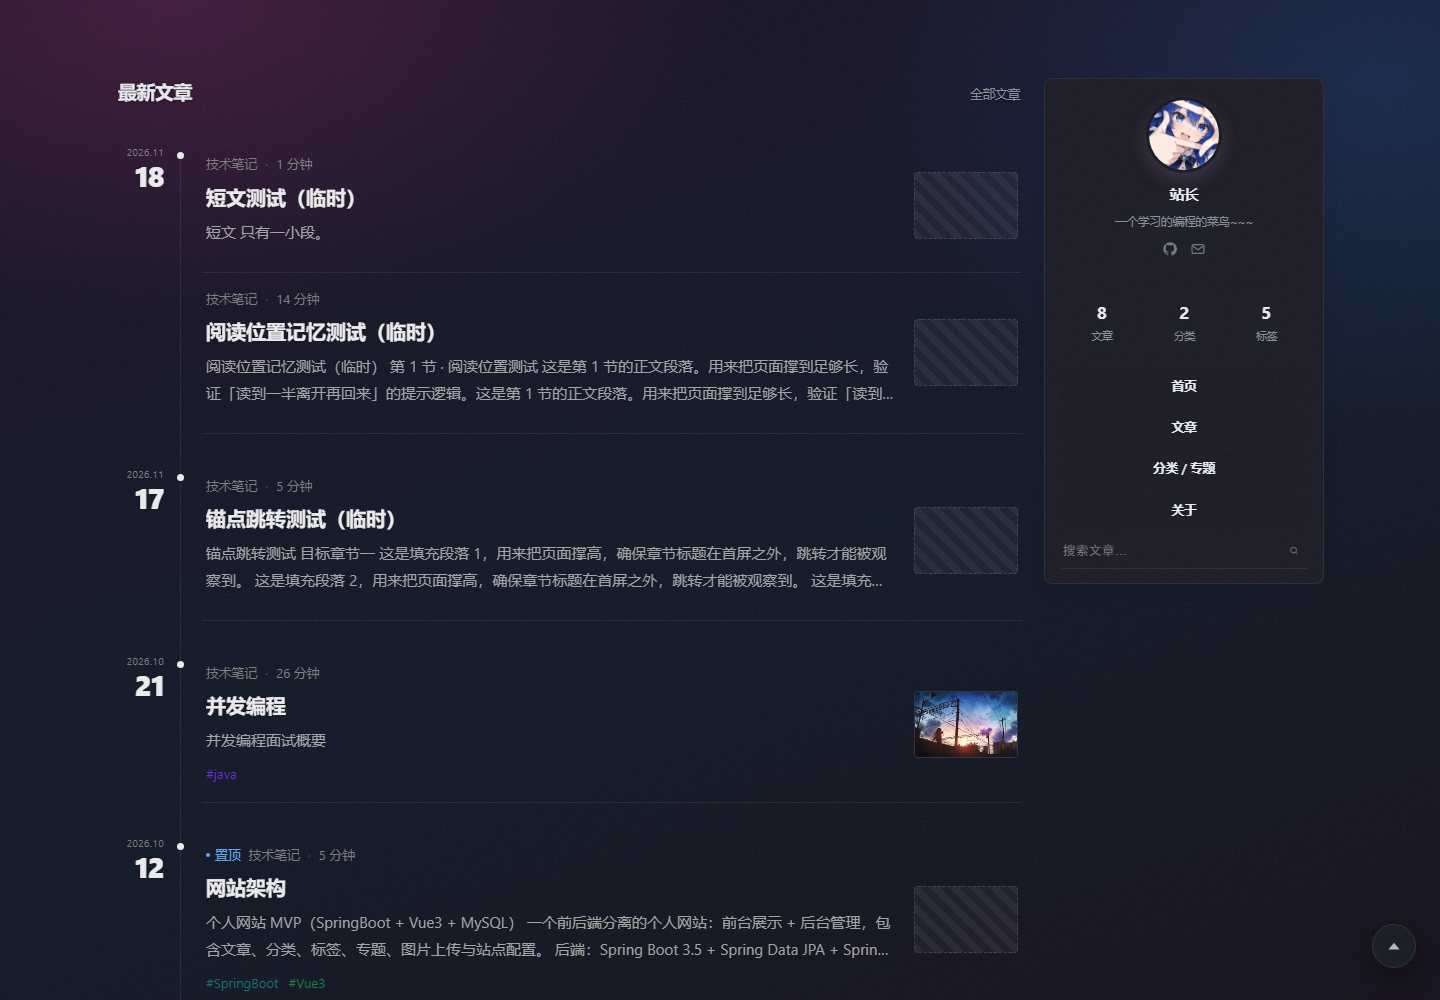 最新文章
全部文章
2026.11
18
技术笔记 · 1 分钟
短文测试（临时）
短文 只有一小段。
技术笔记 · 14 分钟
阅读位置记忆测试（临时）
阅读位置记忆测试（临时） 第 1 节 · 阅读位置测试 这是第 1 节的正文段落。用来把页面撑到足够长，验
证「读到一半离开再回来」的提示逻辑。这是第 1 节的正文段落。用来把页面撑到足够长，验证「读到...
2026.11
17
技术笔记 · 5 分钟
锚点跳转测试（临时）
锚点跳转测试 目标章节一 这是填充段落 1，用来把页面撑高，确保章节标题在首屏之外，跳转才能被观
察到。 这是填充段落 2，用来把页面撑高，确保章节标题在首屏之外，跳转才能被观察到。 这是填充...
2026.10
21
技术笔记 · 26 分钟
并发编程
并发编程面试概要
#java
2026.10
12
• 置顶 技术笔记 · 5 分钟
网站架构
个人网站 MVP（SpringBoot + Vue3 + MySQL） 一个前后端分离的个人网站：前台展示 + 后台管理，包
含文章、分类、标签、专题、图片上传与站点配置。 后端：Spring Boot 3.5 + Spring Data JPA + Sprin...
#SpringBoot #Vue3
站长
一个学习的编程的菜鸟~~~
8 2 5
文章 分类 标签
首页
文章
分类 / 专题
关于
搜索文章...